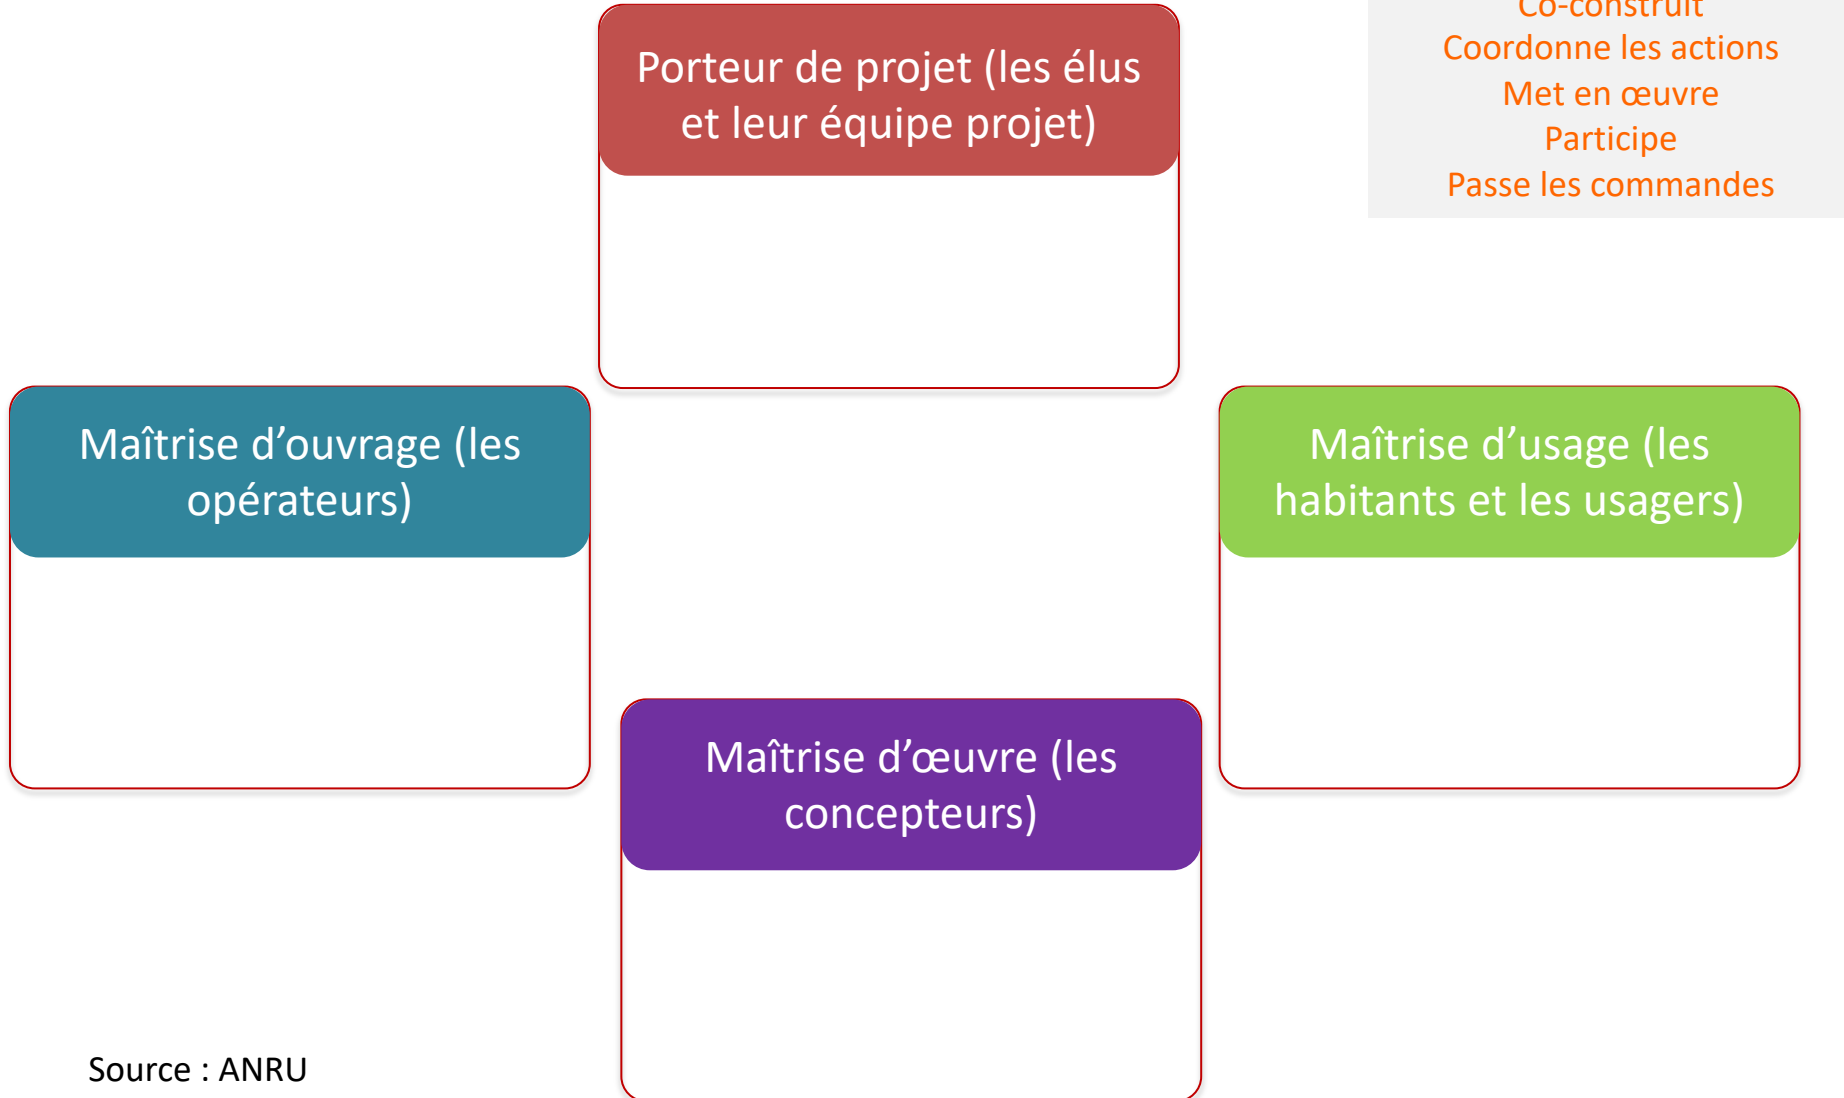 Co-construit
Coordonne les actions
Met en œuvre
Participe
Passe les commandes
Porteur de projet (les élus
et leur équipe projet)
Maîtrise d’ouvrage (les
opérateurs)
Maîtrise d’usage (les
habitants et les usagers)
Maîtrise d’œuvre (les
concepteurs)
Source : ANRU